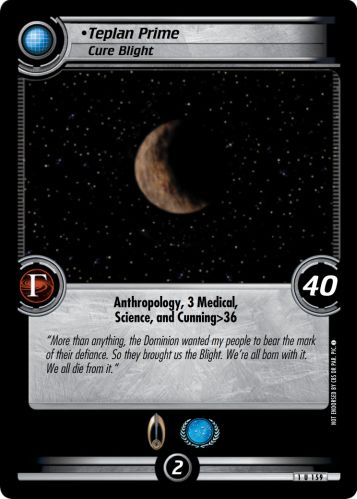 •Teplan Prime
Cure Blight
Γ
40
Anthropology, 3 Medical,
Science, and Cunning>36
"More than anything, the Dominion wanted my people to bear the mark
of their defiance. So they brought us the Blight. We're all born with it.
We all die from it."
NOT ENDORSED BY CBS OR PAR. PIC.
2
1 U 159